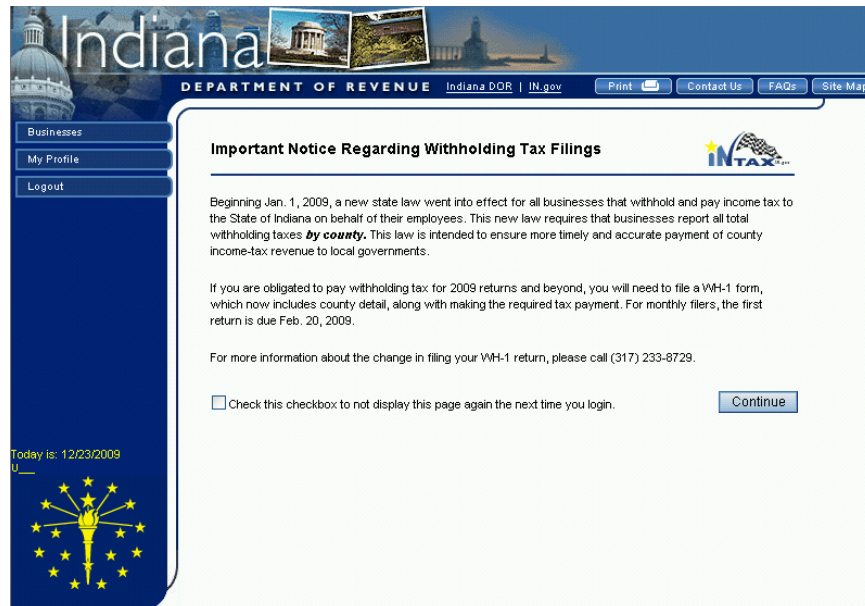 Indiana
DEPARTMENT OF REVENUE Indiana DOR | IN.gov Print Contact Us FAQs Site Map
Businesses
My Profile
Logout
Important Notice Regarding Withholding Tax Filings
INTAX IN.gov
Beginning Jan. 1, 2009, a new state law went into effect for all businesses that withhold and pay income tax to
the State of Indiana on behalf of their employees. This new law requires that businesses report all total
withholding taxes by county. This law is intended to ensure more timely and accurate payment of county
income-tax revenue to local governments.
If you are obligated to pay withholding tax for 2009 returns and beyond, you will need to file a WH-1 form,
which now includes county detail, along with making the required tax payment. For monthly filers, the first
return is due Feb. 20, 2009.
For more information about the change in filing your WH-1 return, please call (317) 233-8729.
Check this checkbox to not display this page again the next time you login. Continue
Today is: 12/23/2009
U__